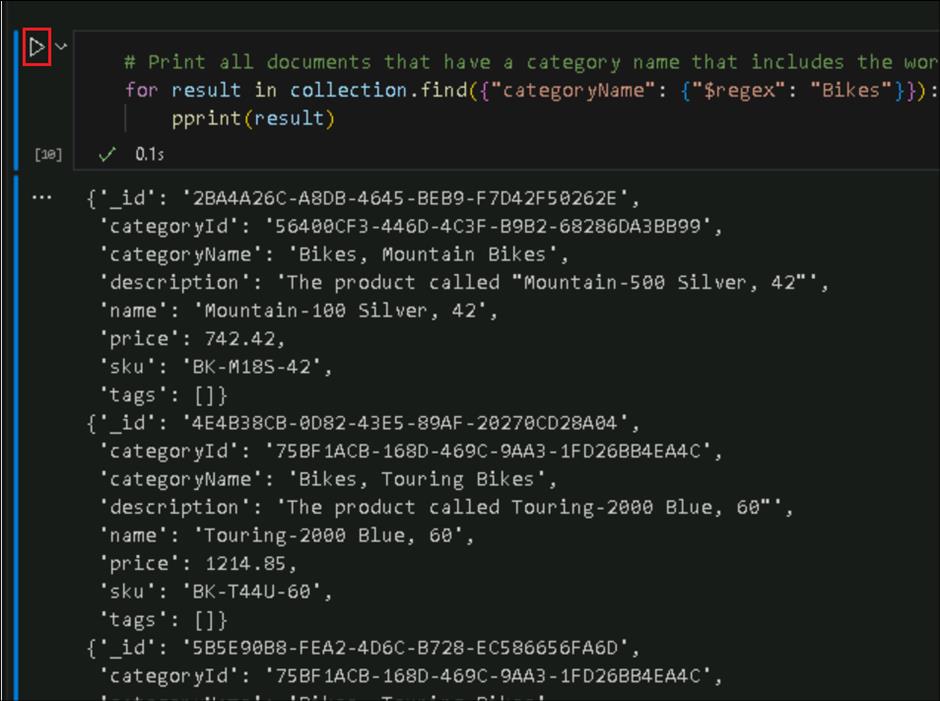 # Print all documents that have a category name that includes the wor
for result in collection.find({"categoryName": {"$regex": "Bikes"}}):
pprint(result)
[10] 0.1s
... {'_id': '2BA4A26C-A8DB-4645-BEB9-F7D42F50262E',
'categoryId': '56400CF3-446D-4C3F-B9B2-68286DA3BB99',
'categoryName': 'Bikes, Mountain Bikes',
'description': 'The product called "Mountain-500 Silver, 42"',
'name': 'Mountain-100 Silver, 42',
'price': 742.42,
'sku': 'BK-M18S-42',
'tags': []}
{'_id': '4E4B38CB-0D82-43E5-89AF-20270CD28A04',
'categoryId': '75BF1ACB-168D-469C-9AA3-1FD26BB4EA4C',
'categoryName': 'Bikes, Touring Bikes',
'description': 'The product called Touring-2000 Blue, 60"',
'name': 'Touring-2000 Blue, 60',
'price': 1214.85,
'sku': 'BK-T44U-60',
'tags': []}
{'_id': '5B5E90B8-FEA2-4D6C-B728-EC586656FA6D',
'categoryId': '75BF1ACB-168D-469C-9AA3-1FD26BB4EA4C',
'categoryName': 'Bikes, Touring Bikes',